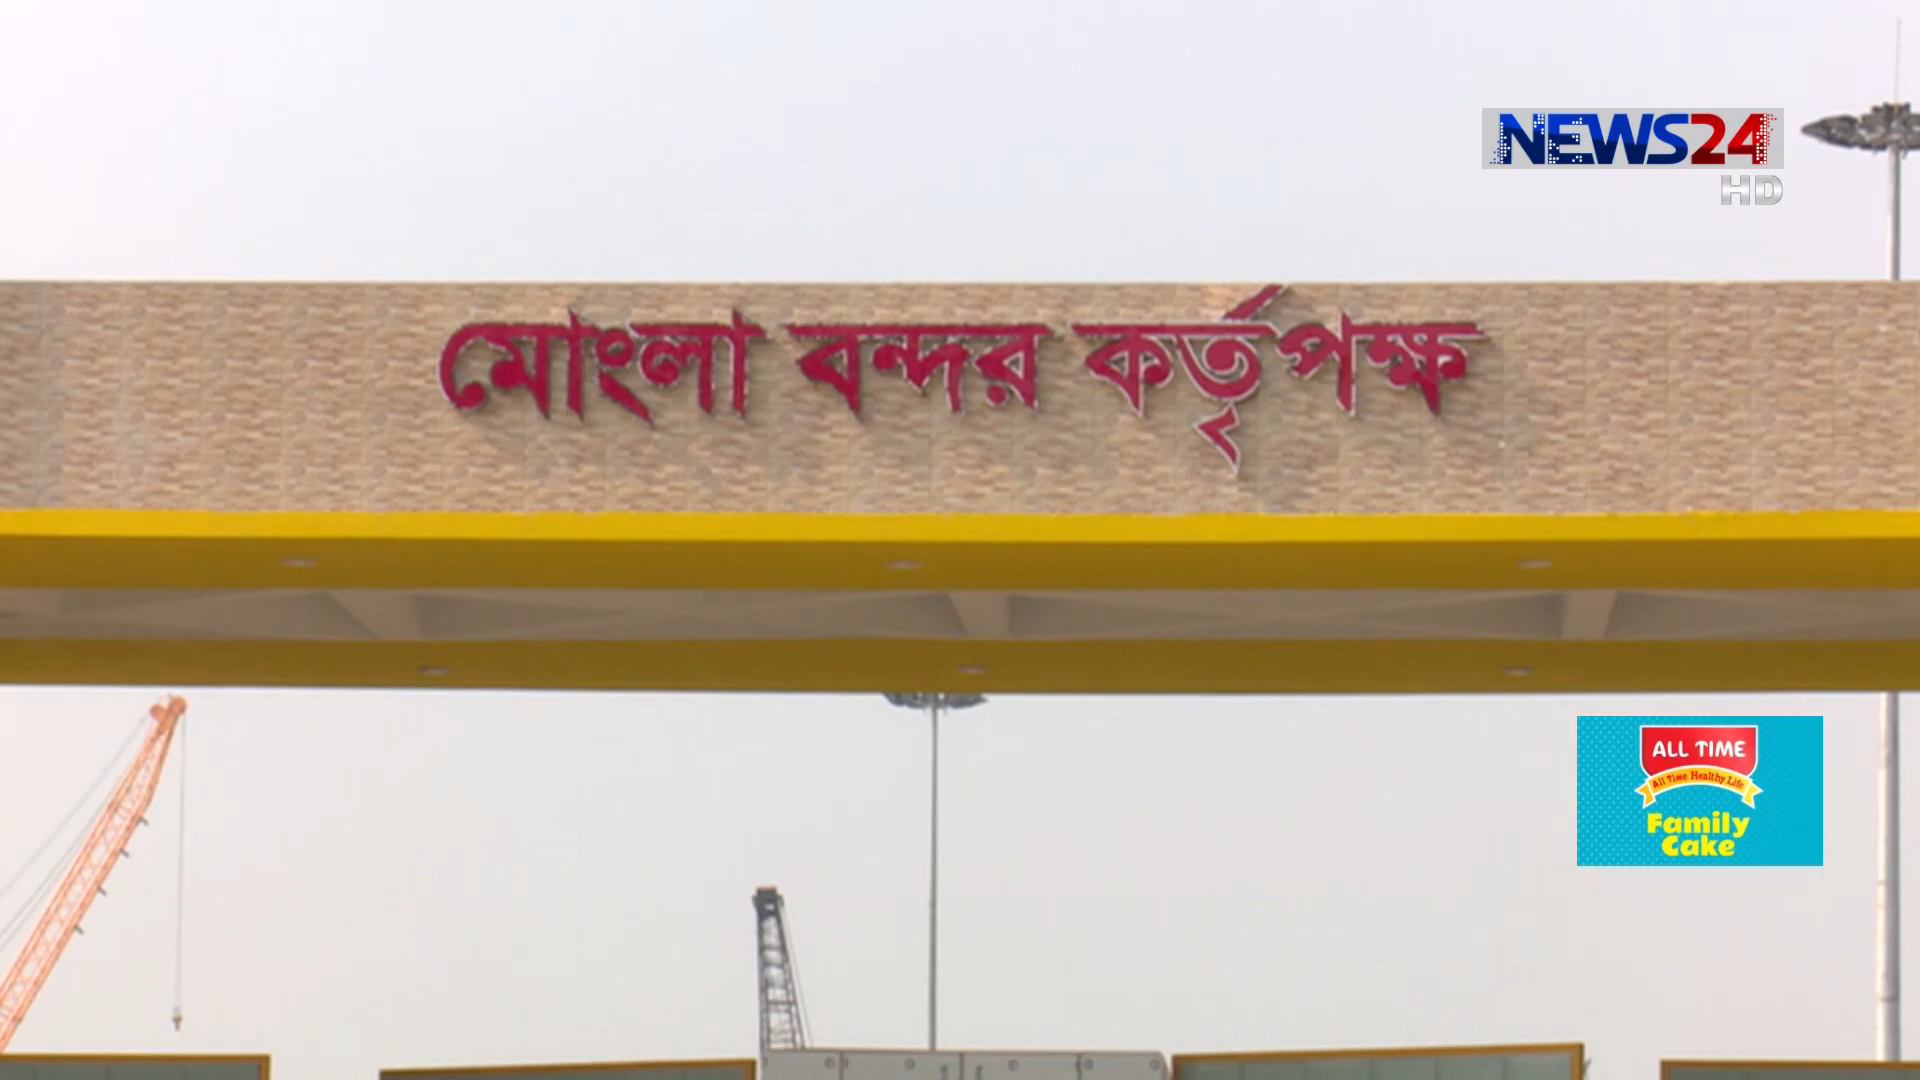 NEWS24
HD
মোংলা বন্দর কর্তৃপক্ষ
ALL TIME
All Time Healthy Life
Family
Cake